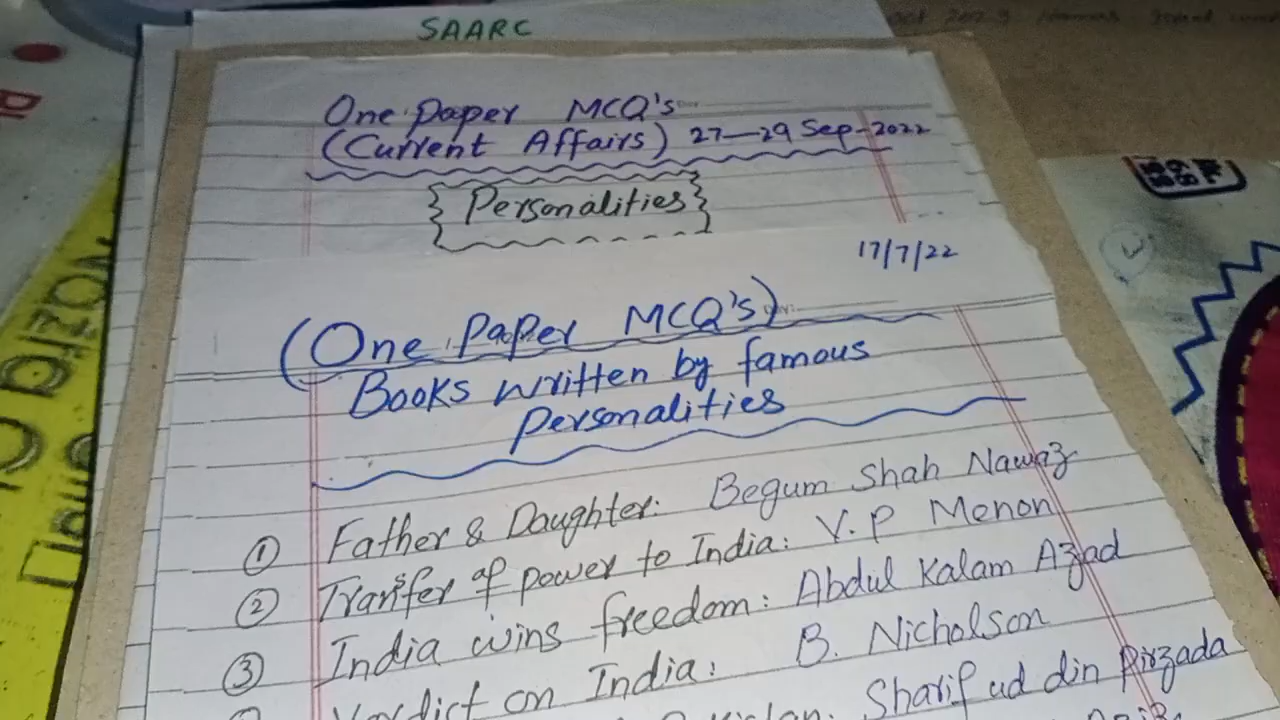 SAARC
One Paper MCQ's
(Current Affairs) 27-29 Sep-2022
Personalities
17/7/22
(One Paper MCQ's)
Books written by famous
Personalities
① Father & Daughter: Begum Shah Nawaz
② Transfer of power to India: V.P Menon
③ India wins freedom: Abdul Kalam Azad
Verdict on India: B. Nicholson
Sharif ud din Pirzada